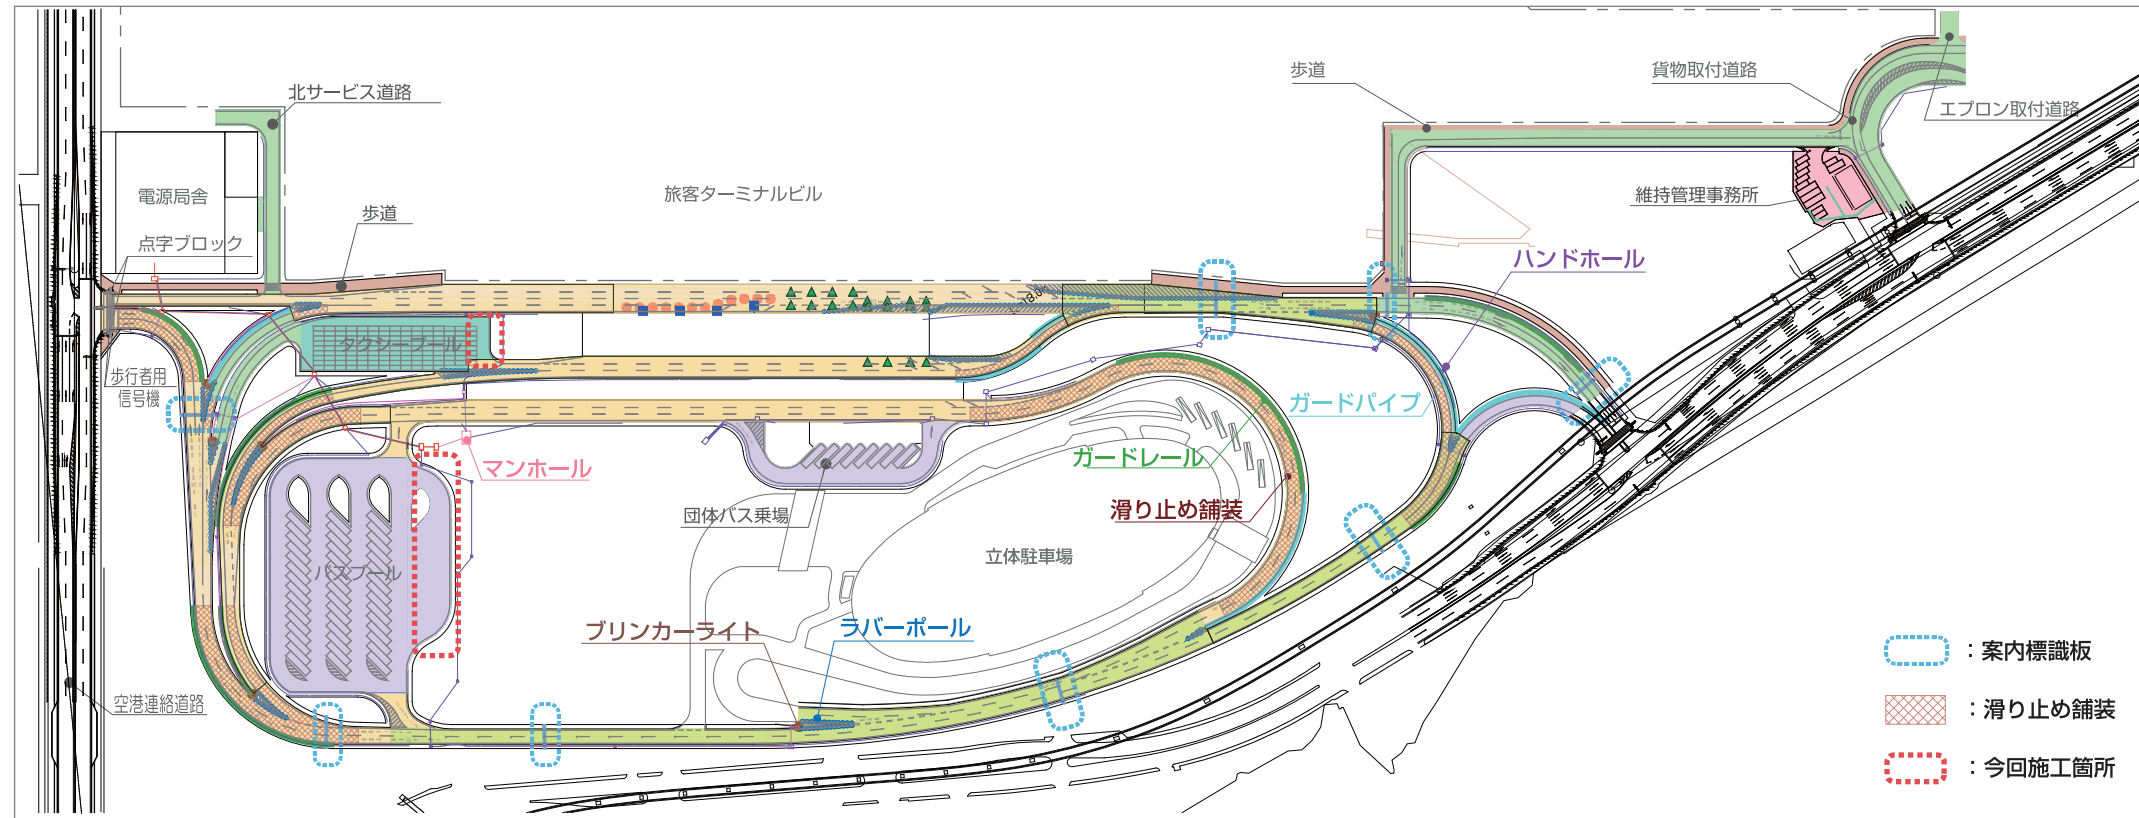 歩道
貨物取付道路
エプロン取付道路
北サービス道路
電源局舎
旅客ターミナルビル
維持管理事務所
歩道
点字ブロック
ハンドホール
18.0
タクシープール
歩行者用
信号機
ガードパイプ
マンホール
ガードレール
団体バス乗場
滑り止め舗装
立体駐車場
バスプール
ブリンカーライト
ラバーポール
空港連絡道路
：案内標識板
：滑り止め舗装
：今回施工箇所